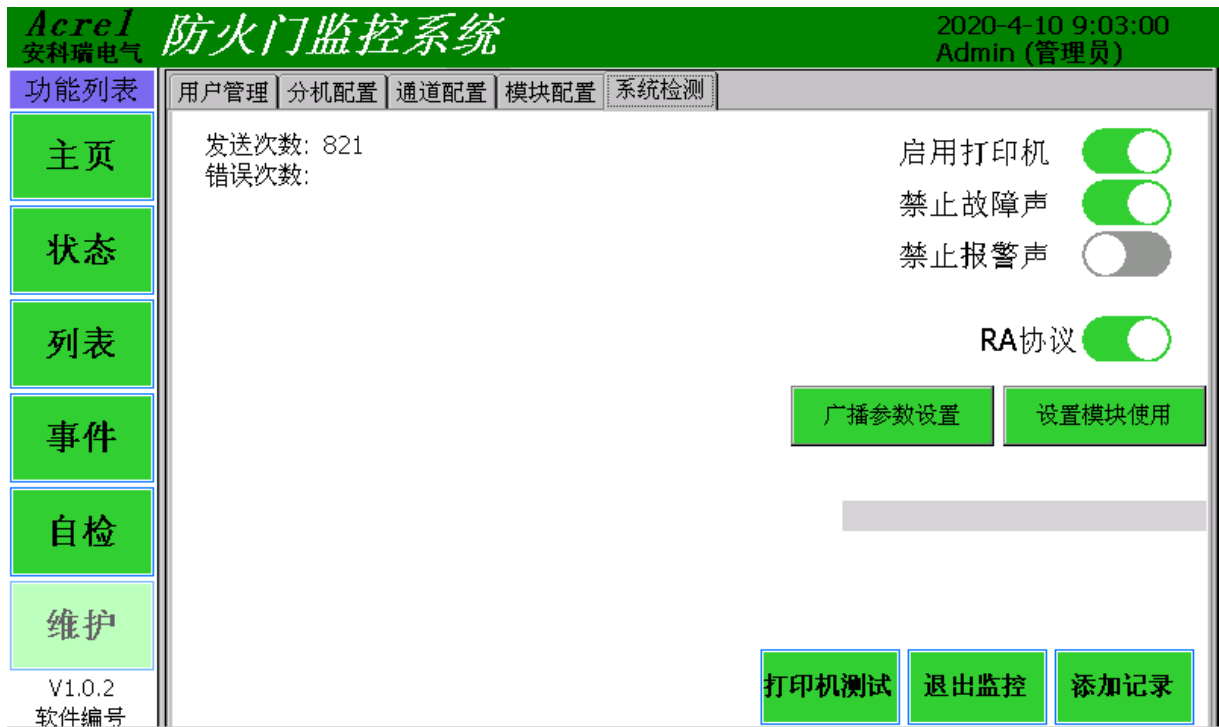 Acrel
安科瑞电气
防火门监控系统
2020-4-10 9:03:00
Admin (管理员)
功能列表
主页
状态
列表
事件
自检
维护
V1.0.2
软件编号
用户管理 分机配置 通道配置 模块配置 系统检测
发送次数: 821
错误次数:
启用打印机
禁止故障声
禁止报警声
RA协议
广播参数设置 设置模块使用
打印机测试 退出监控 添加记录